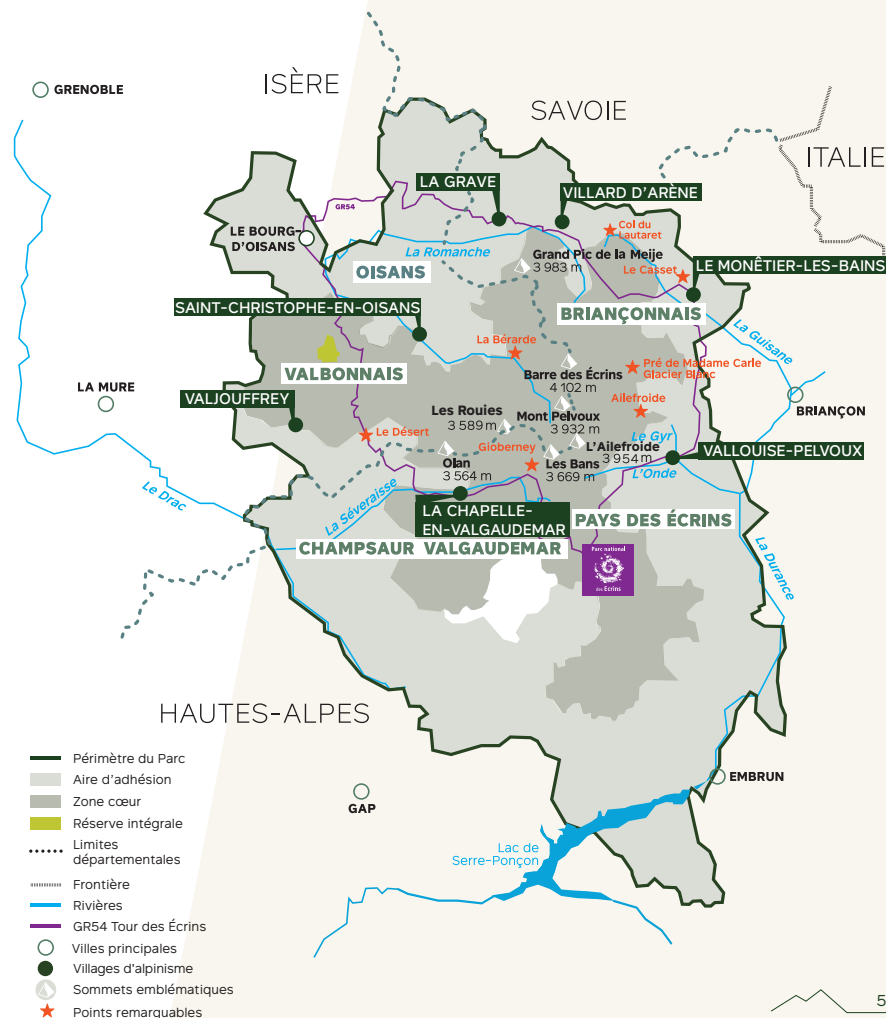 ISÈRE
GRENOBLE
SAVOIE
ITALIE
LA GRAVE
VILLARD D'ARÈNE
GR54
Col du
Lautaret
LE BOURG-
D'OISANS
La Romanche
Grand Pic de la Meije
3 983 m
OISANS
Le Casset
LE MONÊTIER-LES-BAINS
SAINT-CHRISTOPHE-EN-OISANS
BRIANÇONNAIS
La Guisane
La Bérarde
VALBONNAIS
Barre des Écrins
4 102 m
Pré de Madame Carle
Glacier Blanc
LA MURE
VALJOUFFREY
Ailefroide
BRIANÇON
Les Rouies
3 589 m
Mont Pelvoux
3 932 m
Le Désert
Le Gyr
Gioberney
L'Ailefroide
3 954 m
VALLOUISE-PELVOUX
Olan
3 564 m
Les Bans
3 669 m
L'Onde
Le Drac
La Séveraisse
LA CHAPELLE-
EN-VALGAUDEMAR
PAYS DES ÉCRINS
CHAMPSAUR VALGAUDEMAR
Parc national
des Écrins
La Durance
HAUTES-ALPES
EMBRUN
GAP
Lac de
Serre-Ponçon
Périmètre du Parc
Aire d'adhésion
Zone cœur
Réserve intégrale
Limites
départementales
Frontière
Rivières
GR54 Tour des Écrins
Villes principales
Villages d'alpinisme
Sommets emblématiques
Points remarquables
5